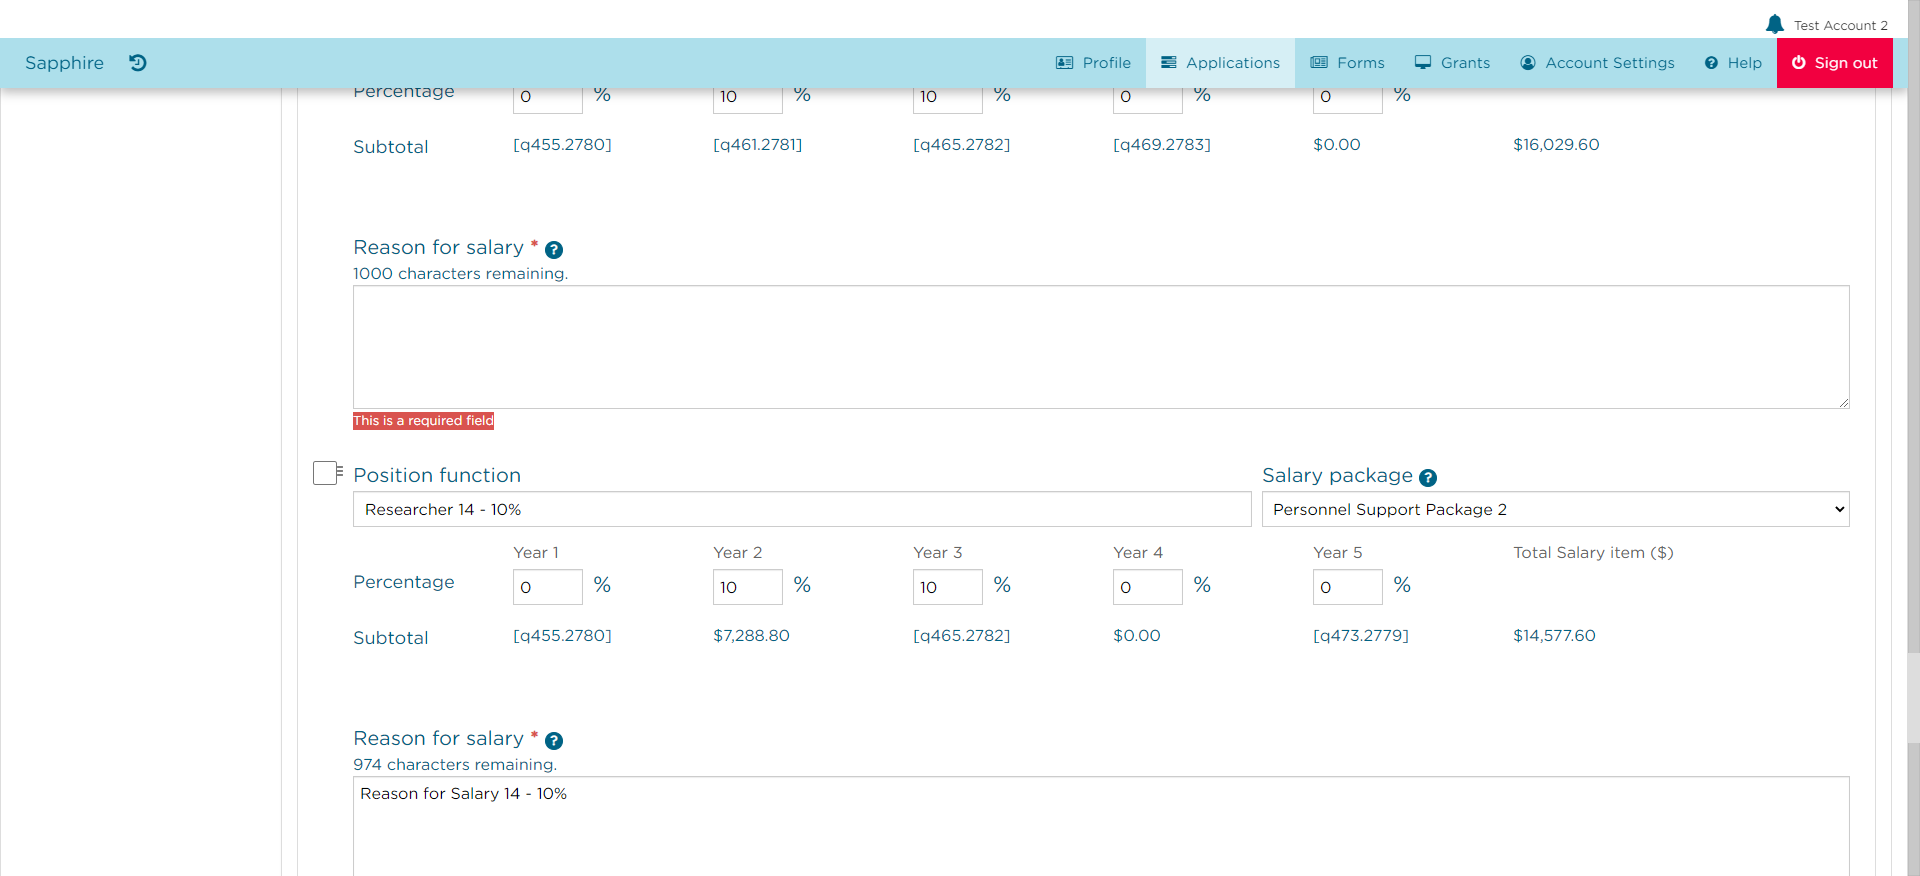 Test Account 2
Sapphire Profile Applications Forms Grants Account Settings Help Sign out
Percentage 0 % 10 % 10 % 0 % 0 %
Subtotal [q455.2780] [q461.2781] [q465.2782] [q469.2783] $0.00 $16,029.60
Reason for salary * ?
1000 characters remaining.
This is a required field
Position function Salary package ?
Researcher 14 - 10% Personnel Support Package 2
Year 1 Year 2 Year 3 Year 4 Year 5 Total Salary item ($)
Percentage 0 % 10 % 10 % 0 % 0 %
Subtotal [q455.2780] $7,288.80 [q465.2782] $0.00 [q473.2779] $14,577.60
Reason for salary * ?
974 characters remaining.
Reason for Salary 14 - 10%